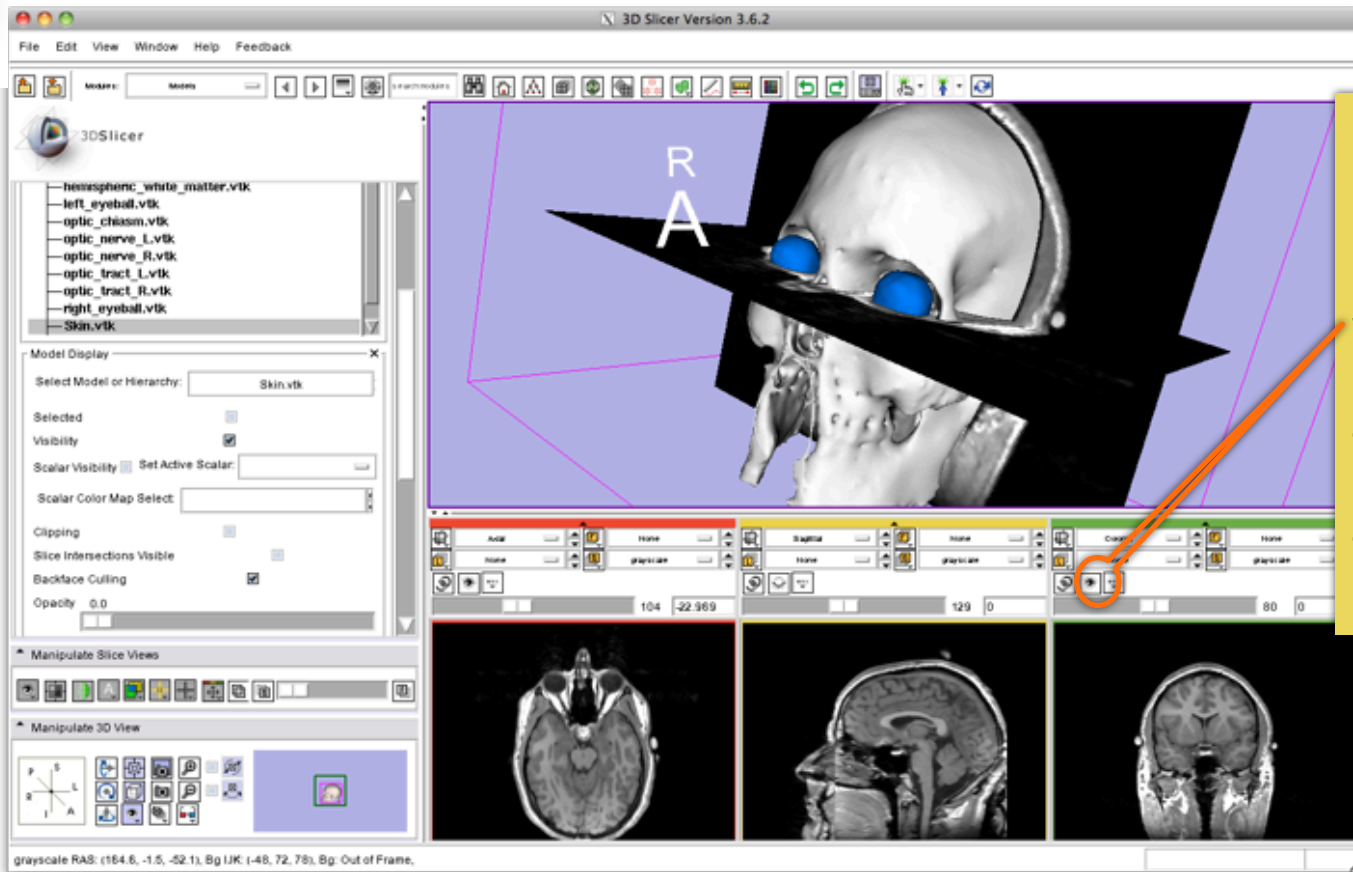 3D Slicer Version 3.6.2
File Edit View Window Help Feedback
Modules: Models search modules
3DSlicer
hemispheric_white_matter.vtk
left_eyeball.vtk
optic_chiasm.vtk
optic_nerve_L.vtk
optic_nerve_R.vtk
optic_tract_L.vtk
optic_tract_R.vtk
right_eyeball.vtk
Skin.vtk
Model Display
Select Model or Hierarchy: Skin.vtk
Selected
Visibility
Scalar Visibility Set Active Scalar:
Scalar Color Map Select:
Clipping
Slice Intersections Visible
Backface Culling
Opacity 0.0
Manipulate Slice Views
Manipulate 3D View
P S
R L
I A
R
A
Axial None
None grayscale
104 -22.969
Sagittal None
None grayscale
129 0
None
grayscale
80 0
grayscale RAS: (164.6, -1.5, -52.1), Bg IJK: (-48, 72, 78), Bg: Out of Frame,